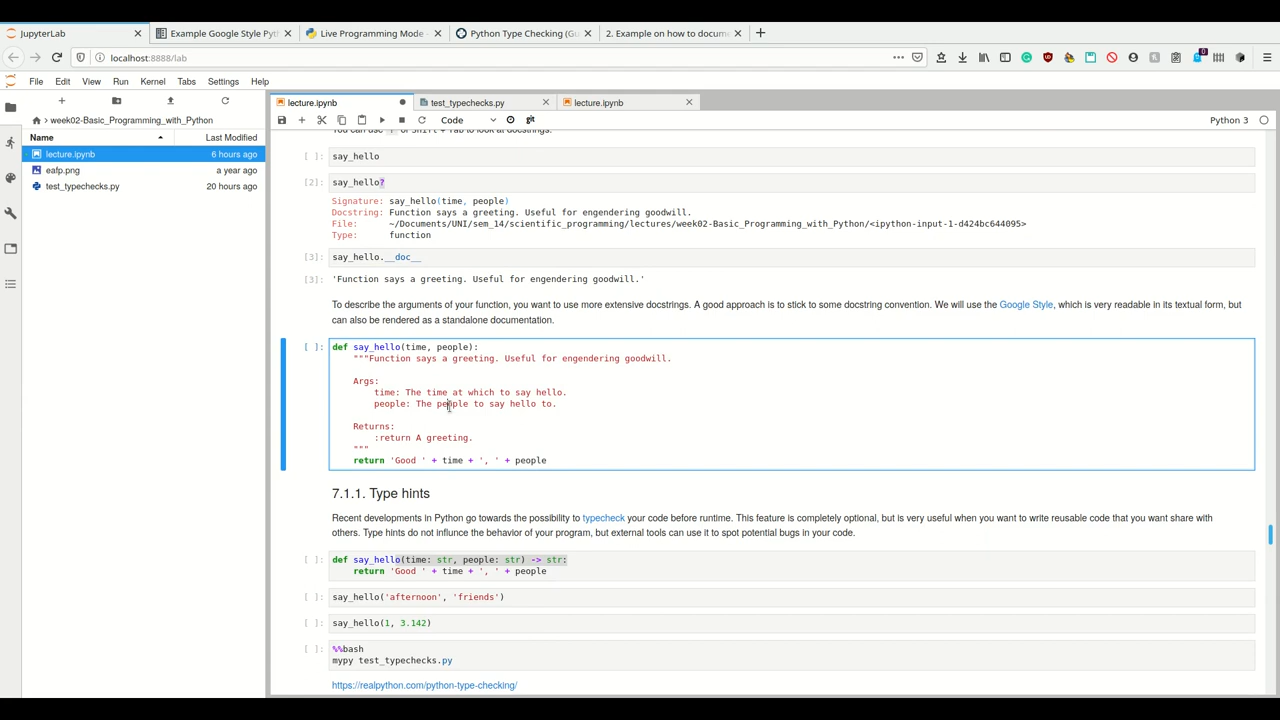 JupyterLab
Example Google Style Pyt
Live Programming Mode -
Python Type Checking (Gu
2. Example on how to docume
localhost:8888/lab
File Edit View Run Kernel Tabs Settings Help
week02-Basic_Programming_with_Python
Name Last Modified
lecture.ipynb 6 hours ago
eafp.png a year ago
test_typechecks.py 20 hours ago
lecture.ipynb
test_typechecks.py
lecture.ipynb
Code
Python 3
You can use ? or Shift + Tab to look at docstrings.
[ ]: say_hello
[2]: say_hello?
Signature: say_hello(time, people)
Docstring: Function says a greeting. Useful for engendering goodwill.
File: ~/Documents/UNI/sem_14/scientific_programming/lectures/week02-Basic_Programming_with_Python/<ipython-input-1-d424bc644095>
Type: function
[3]: say_hello.__doc__
[3]: 'Function says a greeting. Useful for engendering goodwill.'
To describe the arguments of your function, you want to use more extensive docstrings. A good approach is to stick to some docstring convention. We will use the Google Style, which is very readable in its textual form, but
can also be rendered as a standalone documentation.
[ ]: def say_hello(time, people):
"""Function says a greeting. Useful for engendering goodwill.
Args:
time: The time at which to say hello.
people: The people to say hello to.
Returns:
:return A greeting.
"""
return 'Good ' + time + ', ' + people
7.1.1. Type hints
Recent developments in Python go towards the possibility to typecheck your code before runtime. This feature is completely optional, but is very useful when you want to write reusable code that you want share with
others. Type hints do not influnce the behavior of your program, but external tools can use it to spot potential bugs in your code.
[ ]: def say_hello(time: str, people: str) -> str:
return 'Good ' + time + ', ' + people
[ ]: say_hello('afternoon', 'friends')
[ ]: say_hello(1, 3.142)
[ ]: %%bash
mypy test_typechecks.py
https://realpython.com/python-type-checking/